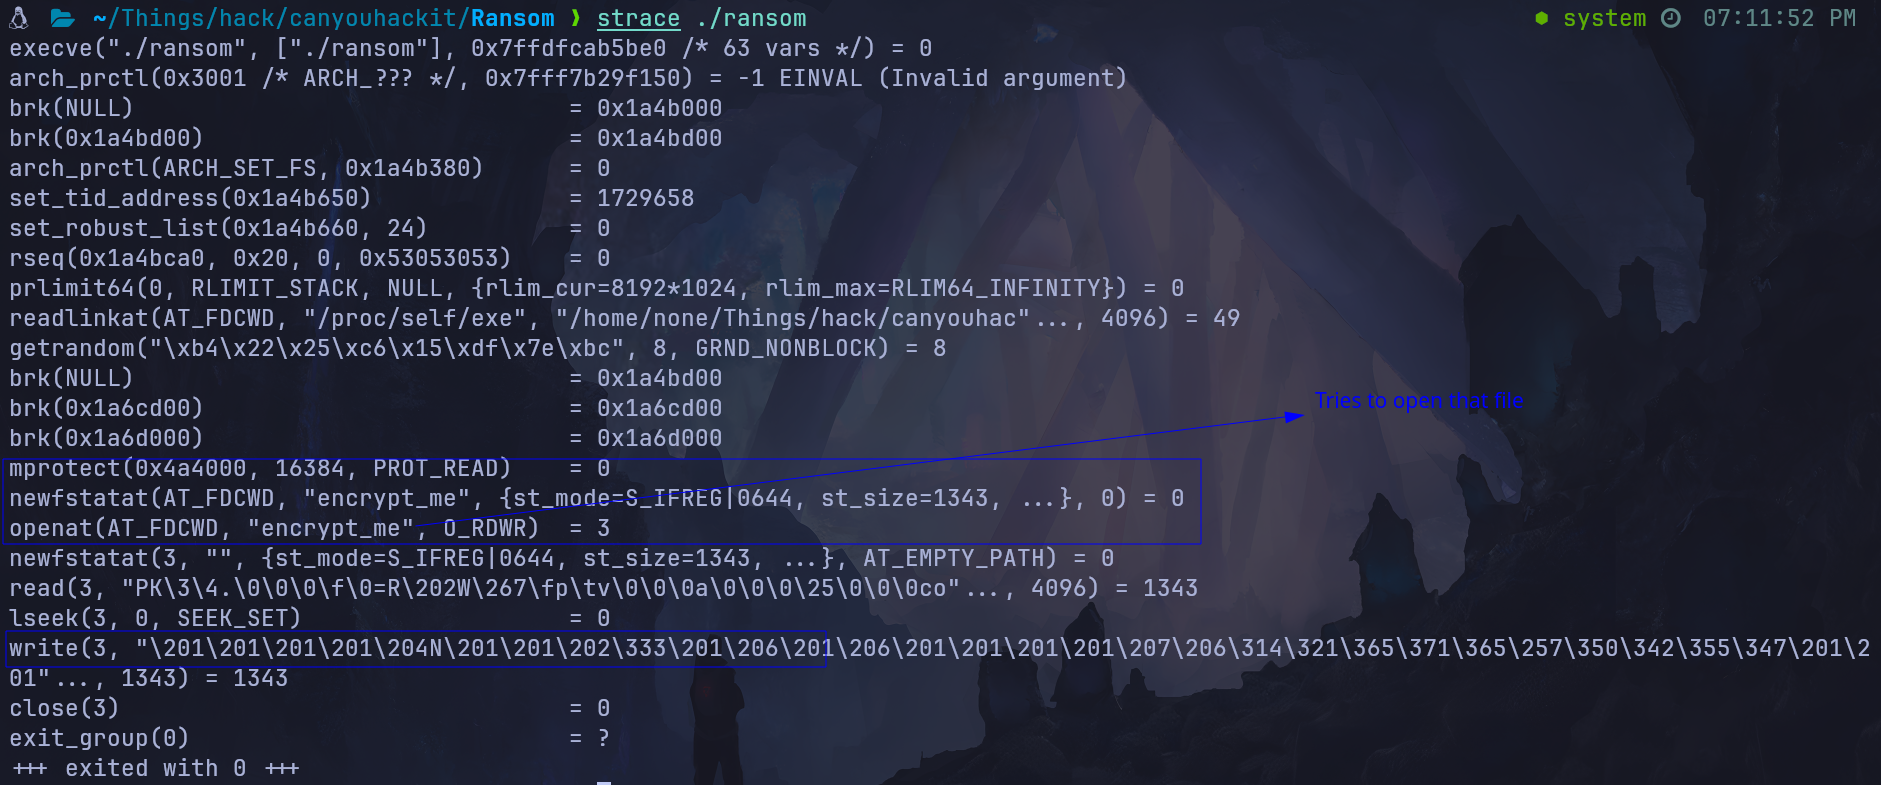 ~/Things/hack/canyouhackit/Ransom ❱ strace ./ransom system 07:11:52 PM
execve("./ransom", ["./ransom"], 0x7ffdfcab5be0 /* 63 vars */) = 0
arch_prctl(0x3001 /* ARCH_??? */, 0x7fff7b29f150) = -1 EINVAL (Invalid argument)
brk(NULL) = 0x1a4b000
brk(0x1a4bd00) = 0x1a4bd00
arch_prctl(ARCH_SET_FS, 0x1a4b380) = 0
set_tid_address(0x1a4b650) = 1729658
set_robust_list(0x1a4b660, 24) = 0
rseq(0x1a4bca0, 0x20, 0, 0x53053053) = 0
prlimit64(0, RLIMIT_STACK, NULL, {rlim_cur=8192*1024, rlim_max=RLIM64_INFINITY}) = 0
readlinkat(AT_FDCWD, "/proc/self/exe", "/home/none/Things/hack/canyouhac"..., 4096) = 49
getrandom("\xb4\x22\x25\xc6\x15\xdf\x7e\xbc", 8, GRND_NONBLOCK) = 8
brk(NULL) = 0x1a4bd00
brk(0x1a6cd00) = 0x1a6cd00
Tries to open that file
brk(0x1a6d000) = 0x1a6d000
mprotect(0x4a4000, 16384, PROT_READ) = 0
newfstatat(AT_FDCWD, "encrypt_me", {st_mode=S_IFREG|0644, st_size=1343, ...}, 0) = 0
openat(AT_FDCWD, "encrypt_me", O_RDWR) = 3
newfstatat(3, "", {st_mode=S_IFREG|0644, st_size=1343, ...}, AT_EMPTY_PATH) = 0
read(3, "PK\3\4.\0\0\0\f\0=R\202W\267\fp\tv\0\0\0a\0\0\0\25\0\0\0co"..., 4096) = 1343
lseek(3, 0, SEEK_SET) = 0
write(3, "\201\201\201\201\204N\201\201\202\333\201\206\201\206\201\201\201\201\207\206\314\321\365\371\365\257\350\342\355\347\201\2
01"..., 1343) = 1343
close(3) = 0
exit_group(0) = ?
+++ exited with 0 +++